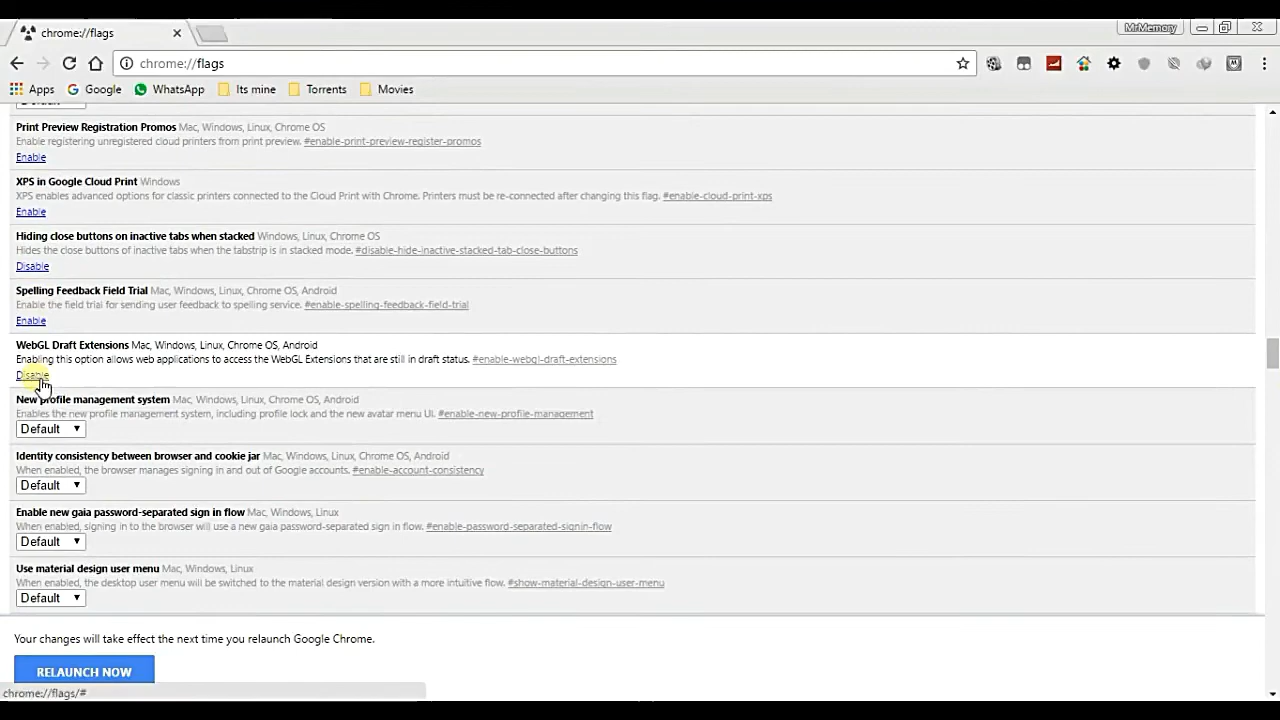 chrome://flags
MrMemory
chrome://flags
Apps Google WhatsApp Its mine Torrents Movies
Print Preview Registration Promos Mac, Windows, Linux, Chrome OS
Enable registering unregistered cloud printers from print preview. #enable-print-preview-register-promos
Enable
XPS in Google Cloud Print Windows
XPS enables advanced options for classic printers connected to the Cloud Print with Chrome. Printers must be re-connected after changing this flag. #enable-cloud-print-xps
Enable
Hiding close buttons on inactive tabs when stacked Windows, Linux, Chrome OS
Hides the close buttons of inactive tabs when the tabstrip is in stacked mode. #disable-hide-inactive-stacked-tab-close-buttons
Disable
Spelling Feedback Field Trial Mac, Windows, Linux, Chrome OS, Android
Enable the field trial for sending user feedback to spelling service. #enable-spelling-feedback-field-trial
Enable
WebGL Draft Extensions Mac, Windows, Linux, Chrome OS, Android
Enabling this option allows web applications to access the WebGL Extensions that are still in draft status. #enable-webgl-draft-extensions
Disable
New profile management system Mac, Windows, Linux, Chrome OS, Android
Enables the new profile management system, including profile lock and the new avatar menu UI. #enable-new-profile-management
Default
Identity consistency between browser and cookie jar Mac, Windows, Linux, Chrome OS, Android
When enabled, the browser manages signing in and out of Google accounts. #enable-account-consistency
Default
Enable new gaia password-separated sign in flow Mac, Windows, Linux
When enabled, signing in to the browser will use a new gaia password-separated sign in flow. #enable-password-separated-signin-flow
Default
Use material design user menu Mac, Windows, Linux
When enabled, the desktop user menu will be switched to the material design version with a more intuitive flow. #show-material-design-user-menu
Default
Your changes will take effect the next time you relaunch Google Chrome.
RELAUNCH NOW
chrome://flags/#